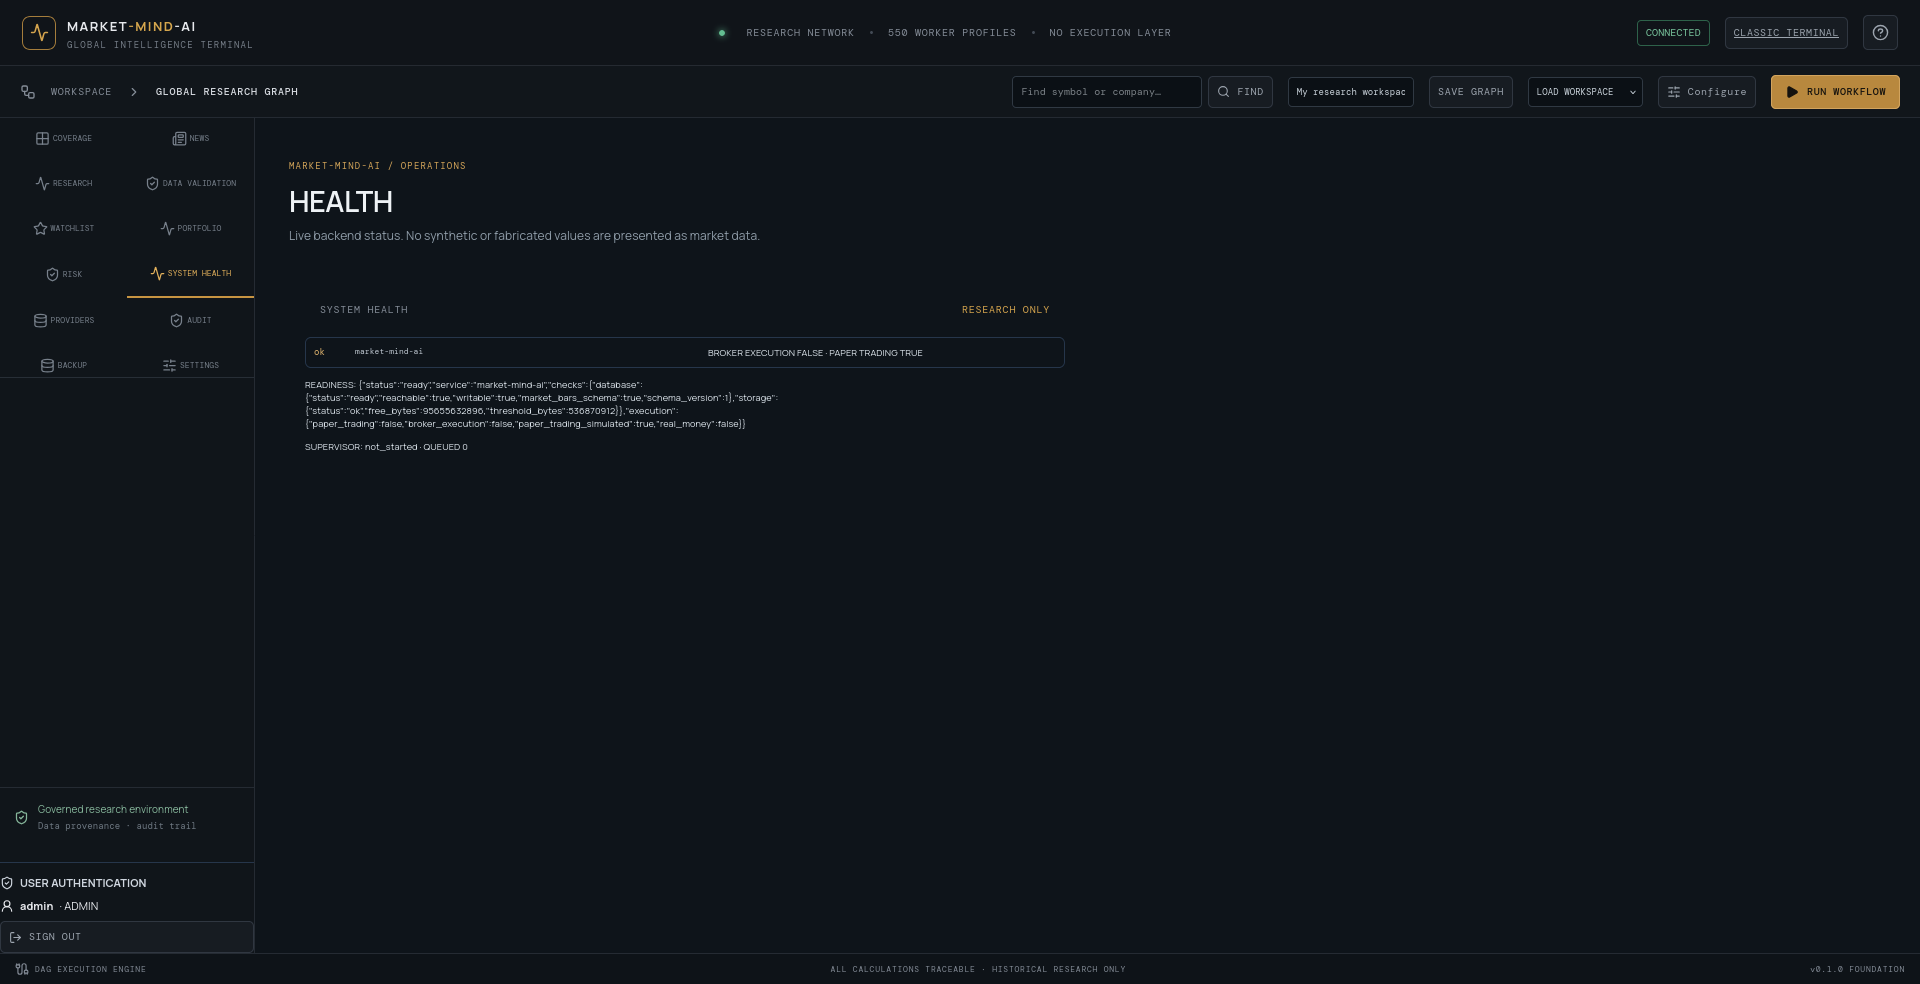 MARKET-MIND-AI
GLOBAL INTELLIGENCE TERMINAL
RESEARCH NETWORK • 550 WORKER PROFILES • NO EXECUTION LAYER
CONNECTED
CLASSIC TERMINAL
WORKSPACE > GLOBAL RESEARCH GRAPH
Find symbol or company…
FIND
My research workspac
SAVE GRAPH
LOAD WORKSPACE
Configure
RUN WORKFLOW
COVERAGE
NEWS
RESEARCH
DATA VALIDATION
WATCHLIST
PORTFOLIO
RISK
SYSTEM HEALTH
PROVIDERS
AUDIT
BACKUP
SETTINGS
MARKET-MIND-AI / OPERATIONS
HEALTH
Live backend status. No synthetic or fabricated values are presented as market data.
SYSTEM HEALTH
RESEARCH ONLY
ok market-mind-ai BROKER EXECUTION FALSE · PAPER TRADING TRUE
READINESS: {"status":"ready","service":"market-mind-ai","checks":{"database":
{"status":"ready","reachable":true,"writable":true,"market_bars_schema":true,"schema_version":1},"storage":
{"status":"ok","free_bytes":95655632896,"threshold_bytes":536870912}},"execution":
{"paper_trading":false,"broker_execution":false,"paper_trading_simulated":true,"real_money":false}}
SUPERVISOR: not_started · QUEUED 0
Governed research environment
Data provenance · audit trail
USER AUTHENTICATION
admin · ADMIN
SIGN OUT
DAG EXECUTION ENGINE
ALL CALCULATIONS TRACEABLE · HISTORICAL RESEARCH ONLY
v0.1.0 FOUNDATION